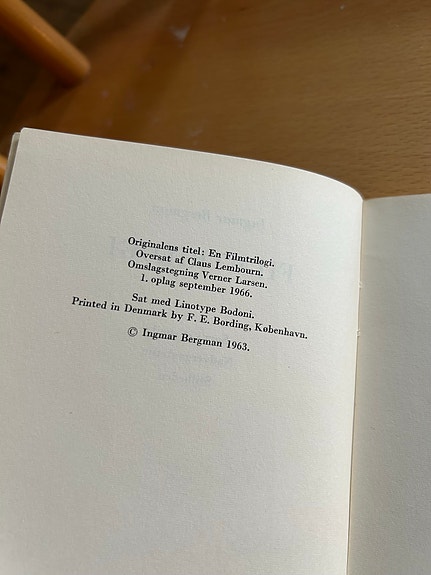 Originalens titel: En Filmtrilogi.
Oversat af Claus Lembourn.
Omslagstegning Verner Larsen.
1. oplag september 1966.
Sat med Linotype Bodoni.
Printed in Denmark by F. E. Bording, København.
© Ingmar Bergman 1963.